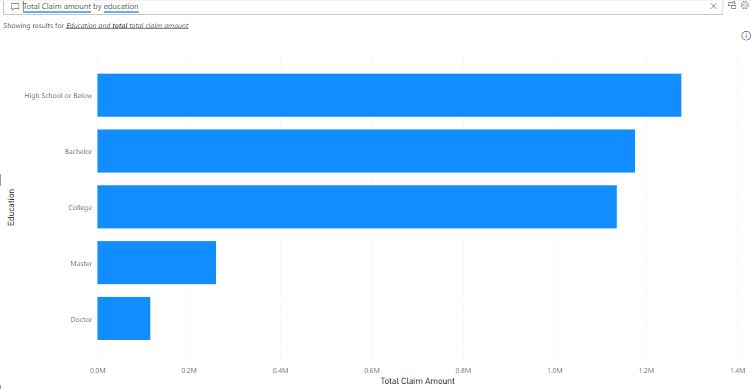 Total Claim amount by education
Showing results for Education and total total claim amount
High School or Below
Bachelor
College
Master
Doctor
Education
0.0M 0.2M 0.4M 0.6M 0.8M 1.0M 1.2M 1.4M
Total Claim Amount